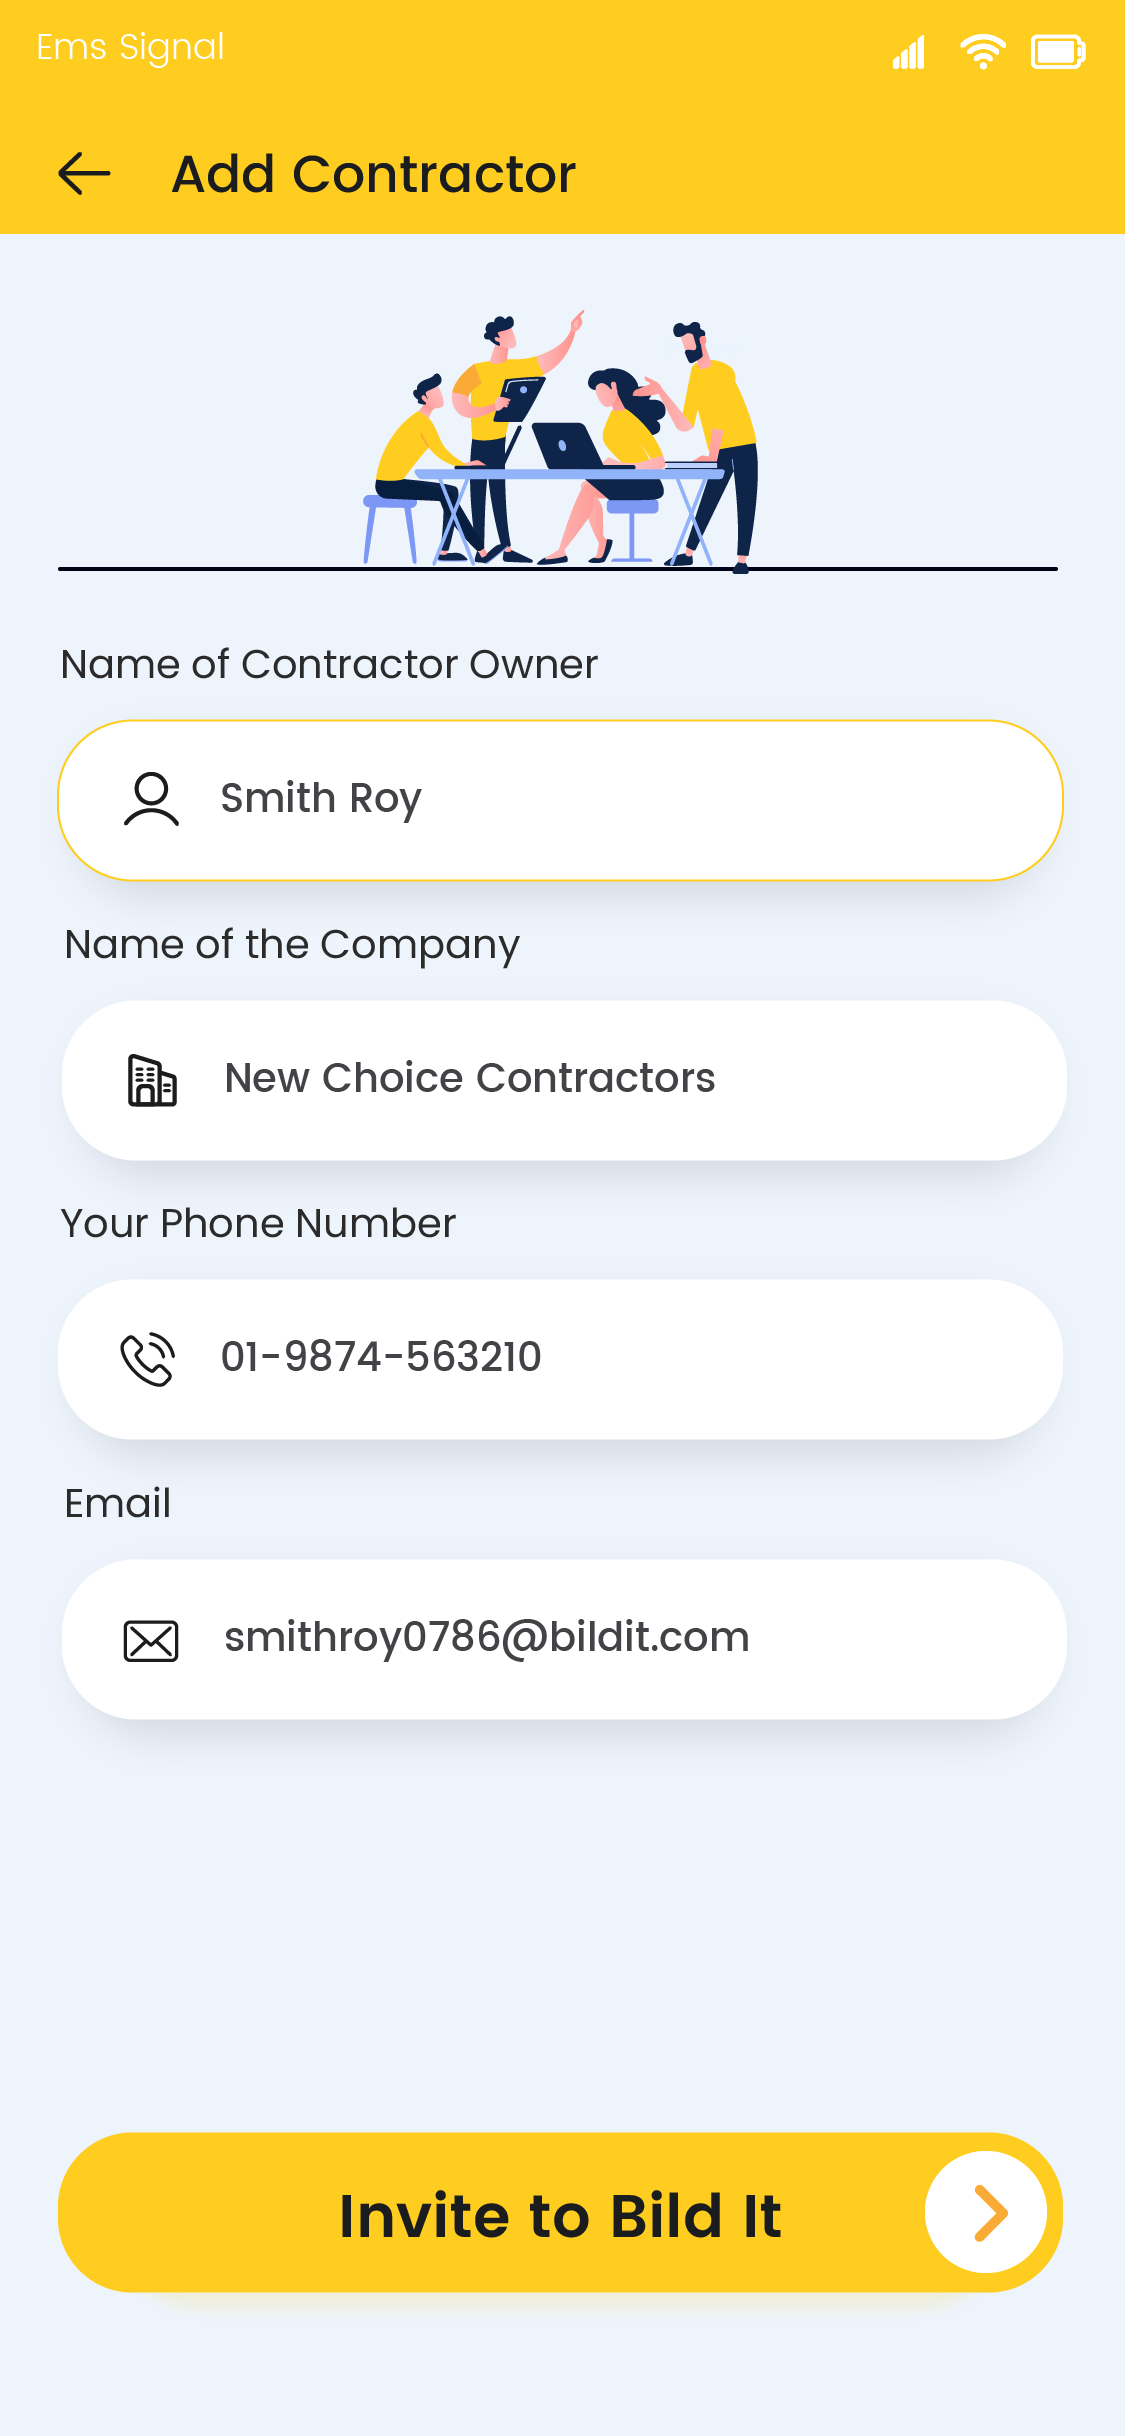 Ems Signal
Add Contractor
Name of Contractor Owner
Smith Roy
Name of the Company
New Choice Contractors
Your Phone Number
01-9874-563210
Email
smithroy0786@bildit.com
Invite to Bild It